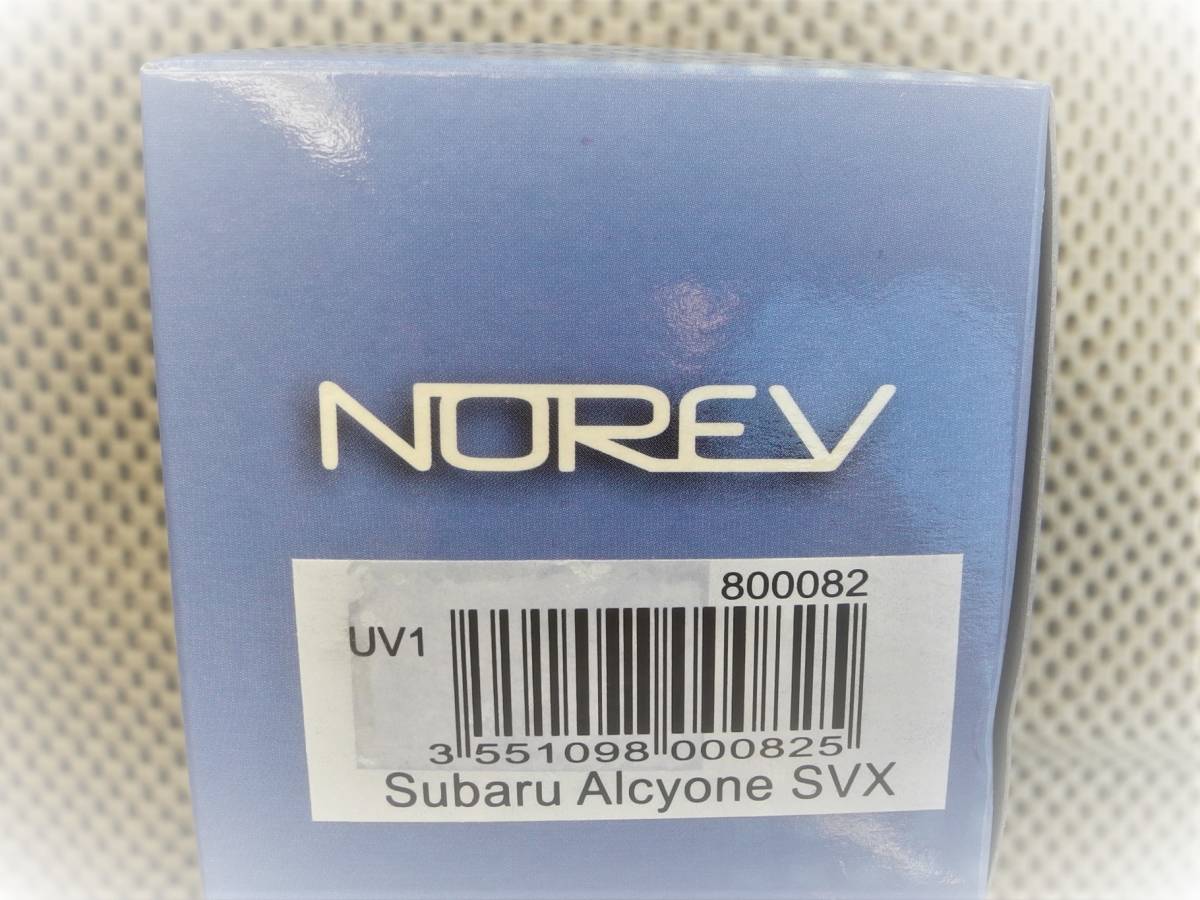 NOREV
800082
UV1
3 551098 000825
Subaru Alcyone SVX